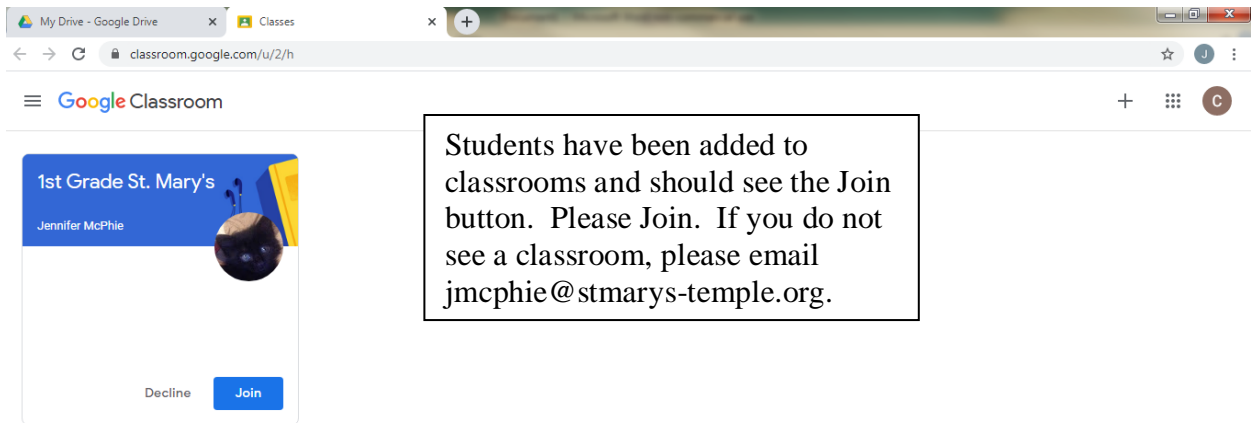 My Drive - Google Drive
Classes
classroom.google.com/u/2/h
J
Google Classroom
C
1st Grade St. Mary's
Jennifer McPhie
Students have been added to
classrooms and should see the Join
button.  Please Join.  If you do not
see a classroom, please email
jmcphie@stmarys-temple.org.
Decline
Join